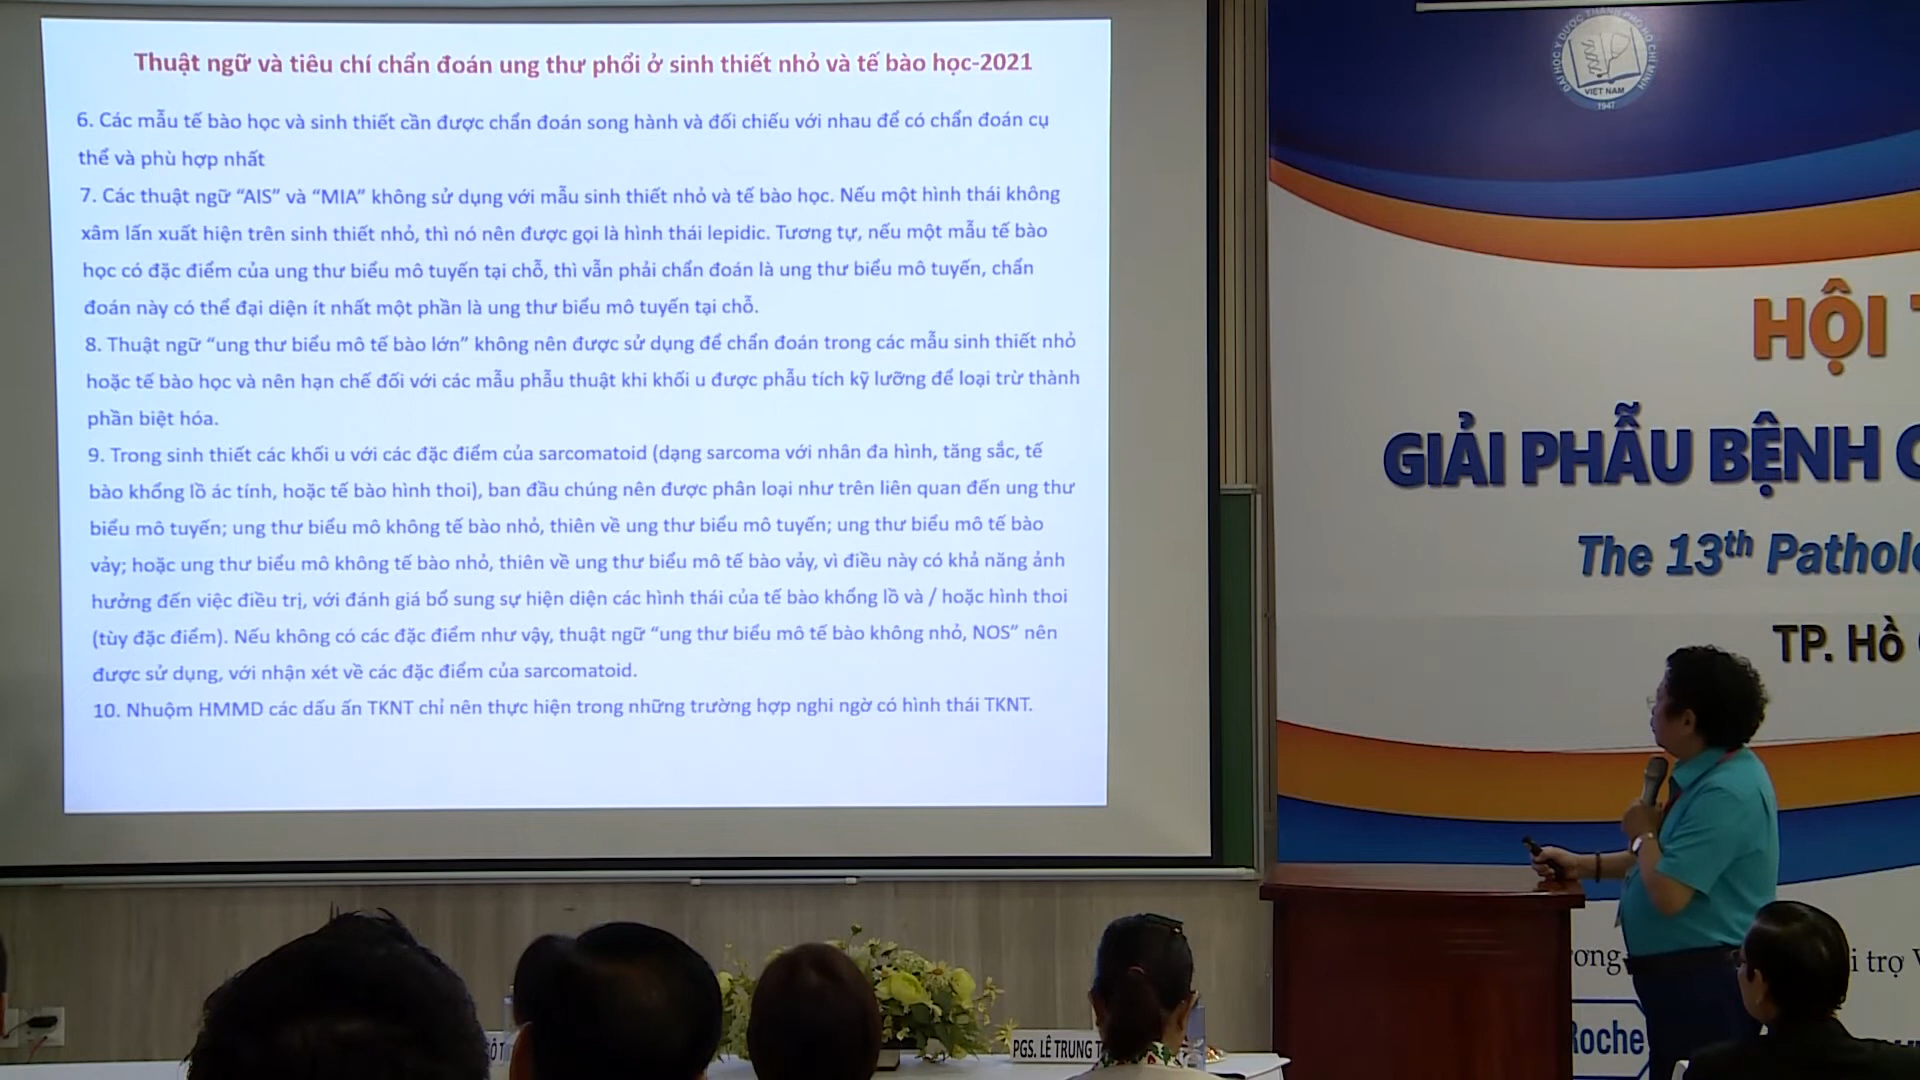 Thuật ngữ và tiêu chí chẩn đoán ung thư phổi ở sinh thiết nhỏ và tế bào học-2021
6. Các mẫu tế bào học và sinh thiết cần được chẩn đoán song hành và đối chiếu với nhau để có chẩn đoán cụ
thể và phù hợp nhất
7. Các thuật ngữ “AIS” và “MIA” không sử dụng với mẫu sinh thiết nhỏ và tế bào học. Nếu một hình thái không
xâm lấn xuất hiện trên sinh thiết nhỏ, thì nó nên được gọi là hình thái lepidic. Tương tự, nếu một mẫu tế bào
học có đặc điểm của ung thư biểu mô tuyến tại chỗ, thì vẫn phải chẩn đoán là ung thư biểu mô tuyến, chẩn
đoán này có thể đại diện ít nhất một phần là ung thư biểu mô tuyến tại chỗ.
8. Thuật ngữ “ung thư biểu mô tế bào lớn” không nên được sử dụng để chẩn đoán trong các mẫu sinh thiết nhỏ
hoặc tế bào học và nên hạn chế đối với các mẫu phẫu thuật khi khối u được phẫu tích kỹ lưỡng để loại trừ thành
phần biệt hóa.
9. Trong sinh thiết các khối u với các đặc điểm của sarcomatoid (dạng sarcoma với nhân đa hình, tăng sắc, tế
bào khổng lồ ác tính, hoặc tế bào hình thoi), ban đầu chúng nên được phân loại như trên liên quan đến ung thư
biểu mô tuyến; ung thư biểu mô không tế bào nhỏ, thiên về ung thư biểu mô tuyến; ung thư biểu mô tế bào
vảy; hoặc ung thư biểu mô không tế bào nhỏ, thiên về ung thư biểu mô tế bào vảy, vì điều này có khả năng ảnh
hưởng đến việc điều trị, với đánh giá bổ sung sự hiện diện các hình thái của tế bào khổng lồ và / hoặc hình thoi
(tùy đặc điểm). Nếu không có các đặc điểm như vậy, thuật ngữ “ung thư biểu mô tế bào không nhỏ, NOS” nên
được sử dụng, với nhận xét về các đặc điểm của sarcomatoid.
10. Nhuộm HMMD các dấu ấn TKNT chỉ nên thực hiện trong những trường hợp nghi ngờ có hình thái TKNT.
ĐẠI HỌC Y DƯỢC THÀNH PHỐ HỒ CHÍ MINH
VIỆT NAM
1947
HỘI
GIẢI PHẪU BỆNH
The 13th Pathol
TP. Hồ
i trợ
Roche
PGS. LÊ TRUNG